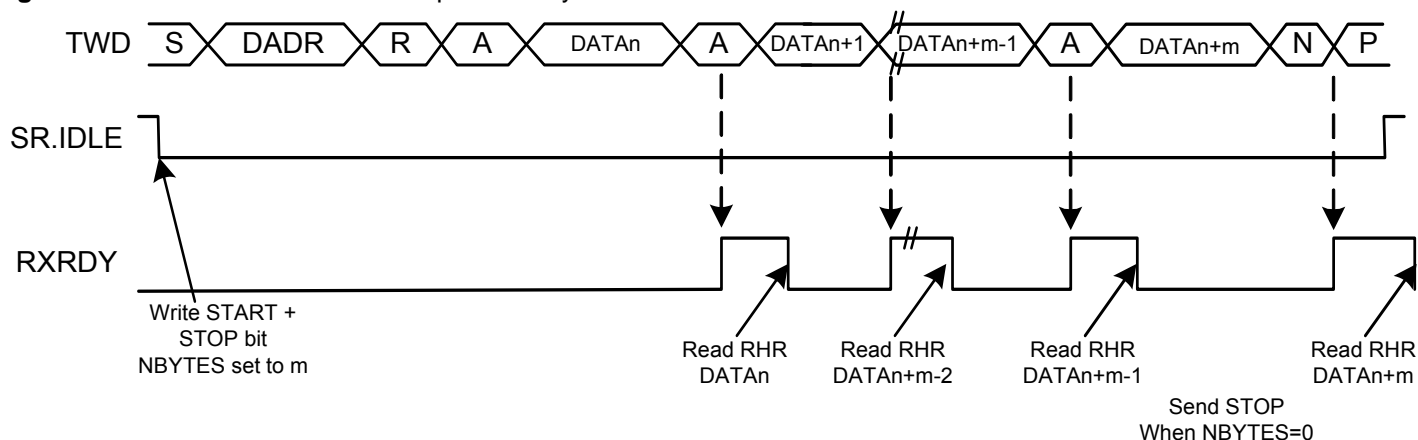 TWD S DADR R A DATAn A DATAn+1 DATAn+m-1 A DATAn+m N P
SR.IDLE
RXRDY
Write START +
STOP bit
NBYTES set to m
Read RHR
DATAn
Read RHR
DATAn+m-2
Read RHR
DATAn+m-1
Read RHR
DATAn+m
Send STOP
When NBYTES=0